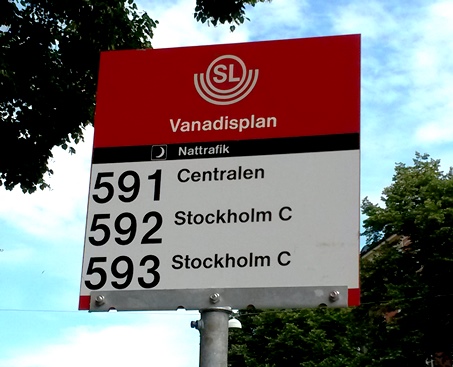 SL
Vanadisplan
Nattrafik
591 Centralen
592 Stockholm C
593 Stockholm C